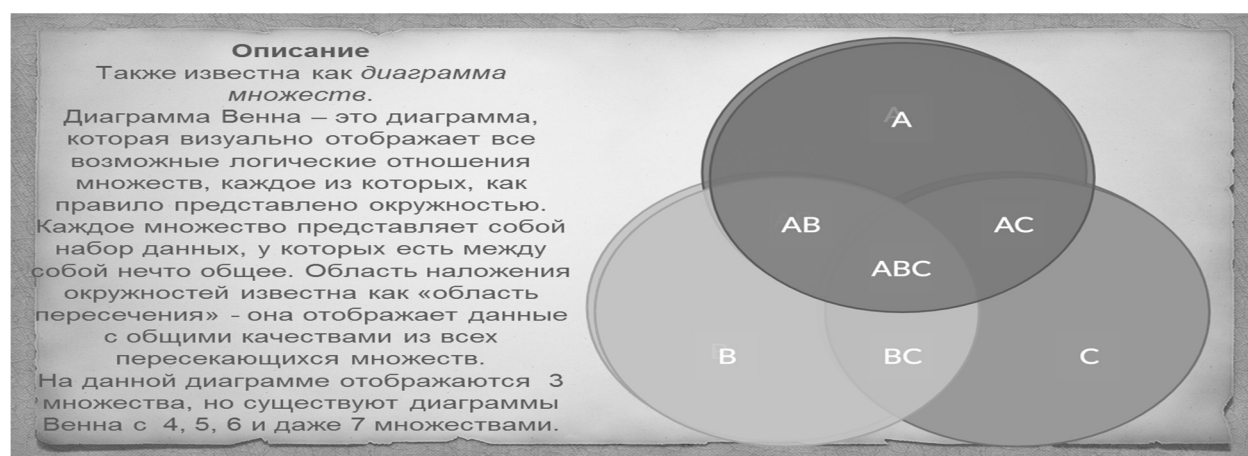 Описание
Также известна как диаграмма
множеств.
Диаграмма Венна – это диаграмма,
которая визуально отображает все
возможные логические отношения
множеств, каждое из которых, как
правило представлено окружностью.
Каждое множество представляет собой
набор данных, у которых есть между
собой нечто общее. Область наложения
окружностей известна как «область
пересечения» - она отображает данные
с общими качествами из всех
пересекающихся множеств.
На данной диаграмме отображаются 3
множества, но существуют диаграммы
Венна с 4, 5, 6 и даже 7 множествами.
A
AB
AC
ABC
B
BC
C